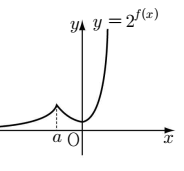 y y = 2^{f(x)}
a O x